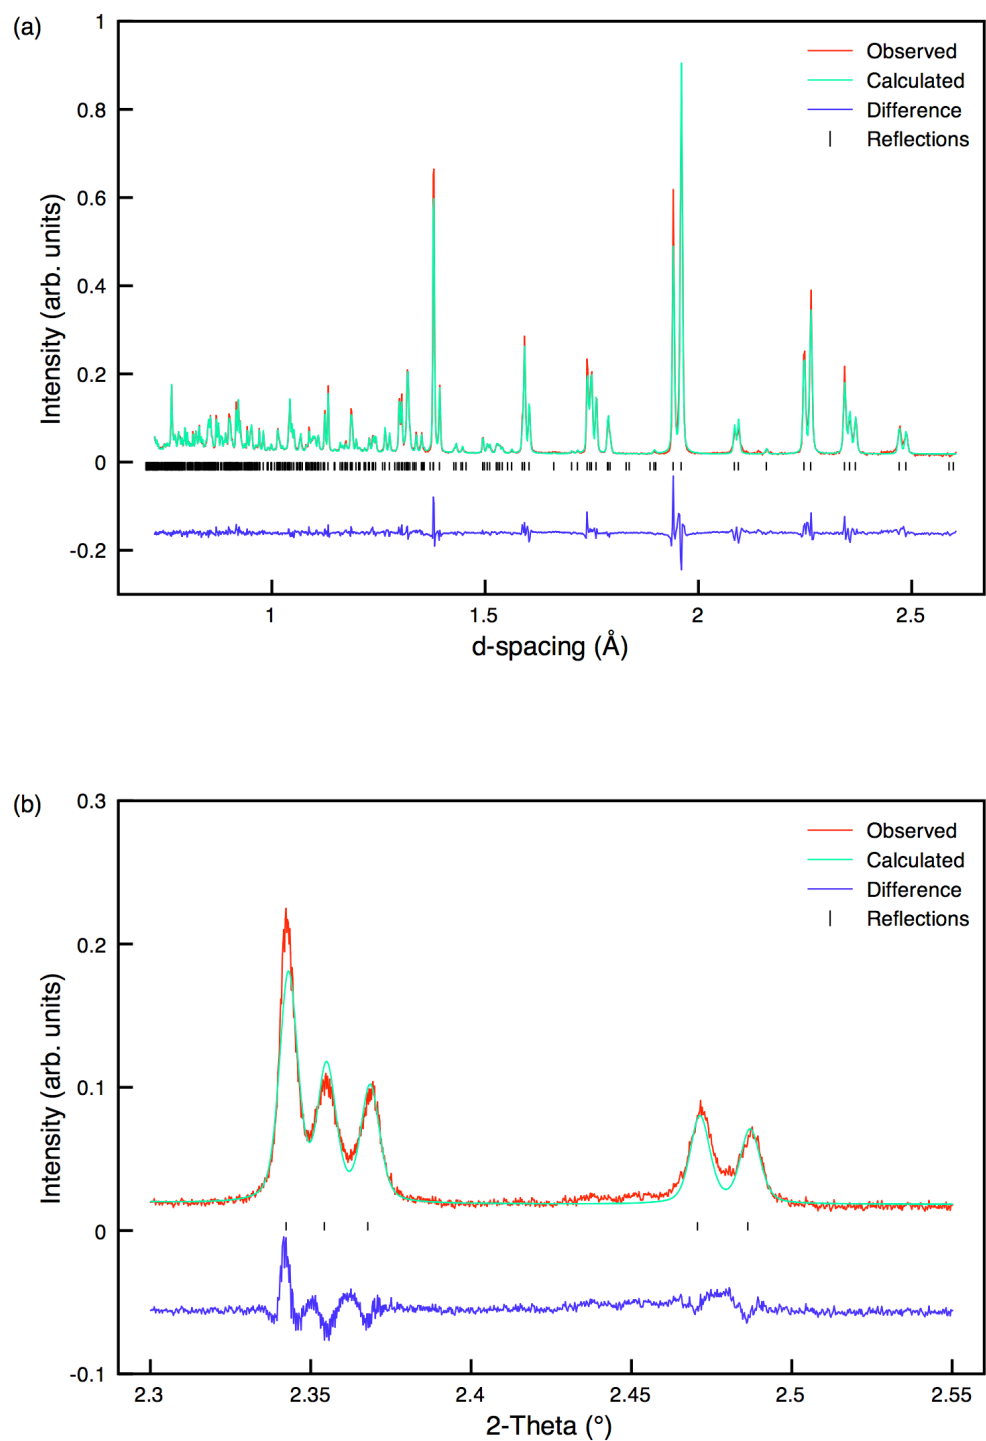 (a)
1
0.8
0.6
0.4
0.2
0
-0.2
Intensity (arb. units)
Observed
Calculated
Difference
Reflections
1 1.5 2 2.5
d-spacing (Å)
(b)
0.3
0.2
0.1
0
-0.1
Intensity (arb. units)
Observed
Calculated
Difference
Reflections
2.3 2.35 2.4 2.45 2.5 2.55
2-Theta (°)